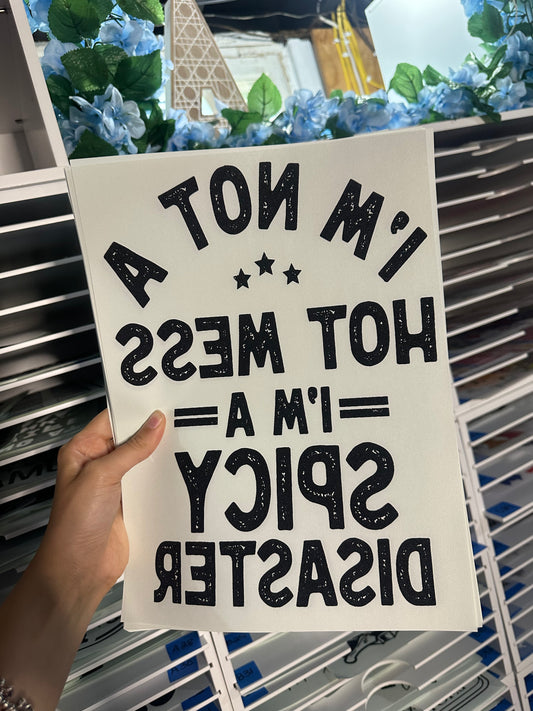 I'M NOT A
HOT MESS
I'M A
SPICY
DISASTER